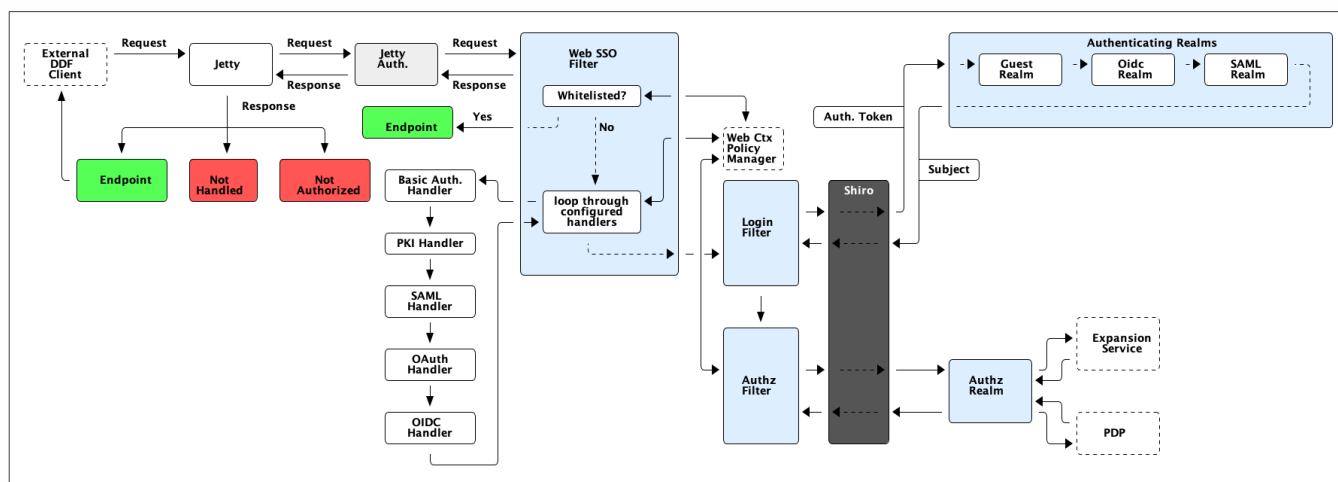 External
DDF
Client
Request
Jetty
Request
Response
Jetty
Auth.
Request
Response
Response
Endpoint
Not
Handled
Not
Authorized
Web SSO
Filter
Whitelisted?
Yes
Endpoint
No
loop through
configured
handlers
Basic Auth.
Handler
PKI Handler
SAML
Handler
OAuth
Handler
OIDC
Handler
Web Ctx
Policy
Manager
Login
Filter
Authz
Filter
Shiro
Auth. Token
Subject
Authenticating Realms
Guest
Realm
Oidc
Realm
SAML
Realm
Authz
Realm
Expansion
Service
PDP